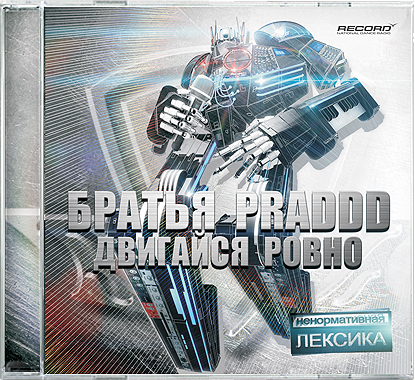 RECORD
NATIONAL DANCE RADIO
БРАТЬЯ PRADDD
ДВИГАЙСЯ РОВНО
ненормативная
ЛЕКСИКА